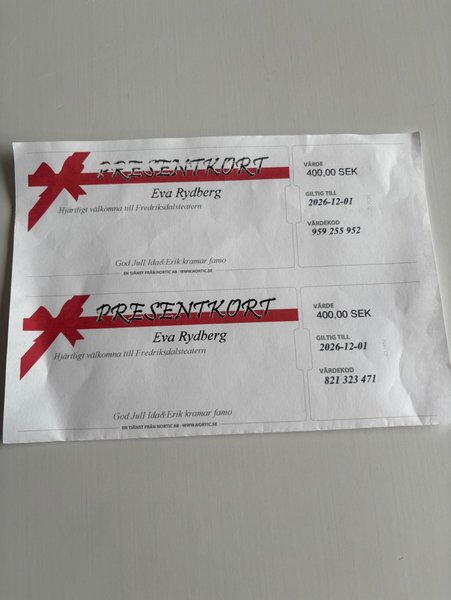 PRESENTKORT
Eva Rydberg
Hjärtligt välkomna till Fredriksdalsteatern
God Jull Ida&Erik kramar famo
EN TJÄNST FRÅN NORTIC AB - WWW.NORTIC.SE
VÄRDE
400,00 SEK
GILTIG TILL
2026-12-01
VÄRDEKOD
959 255 952
PRESENTKORT
Eva Rydberg
Hjärtligt välkomna till Fredriksdalsteatern
God Jull Ida&Erik kramar famo
EN TJÄNST FRÅN NORTIC AB - WWW.NORTIC.SE
VÄRDE
400,00 SEK
GILTIG TILL
2026-12-01
VÄRDEKOD
821 323 471